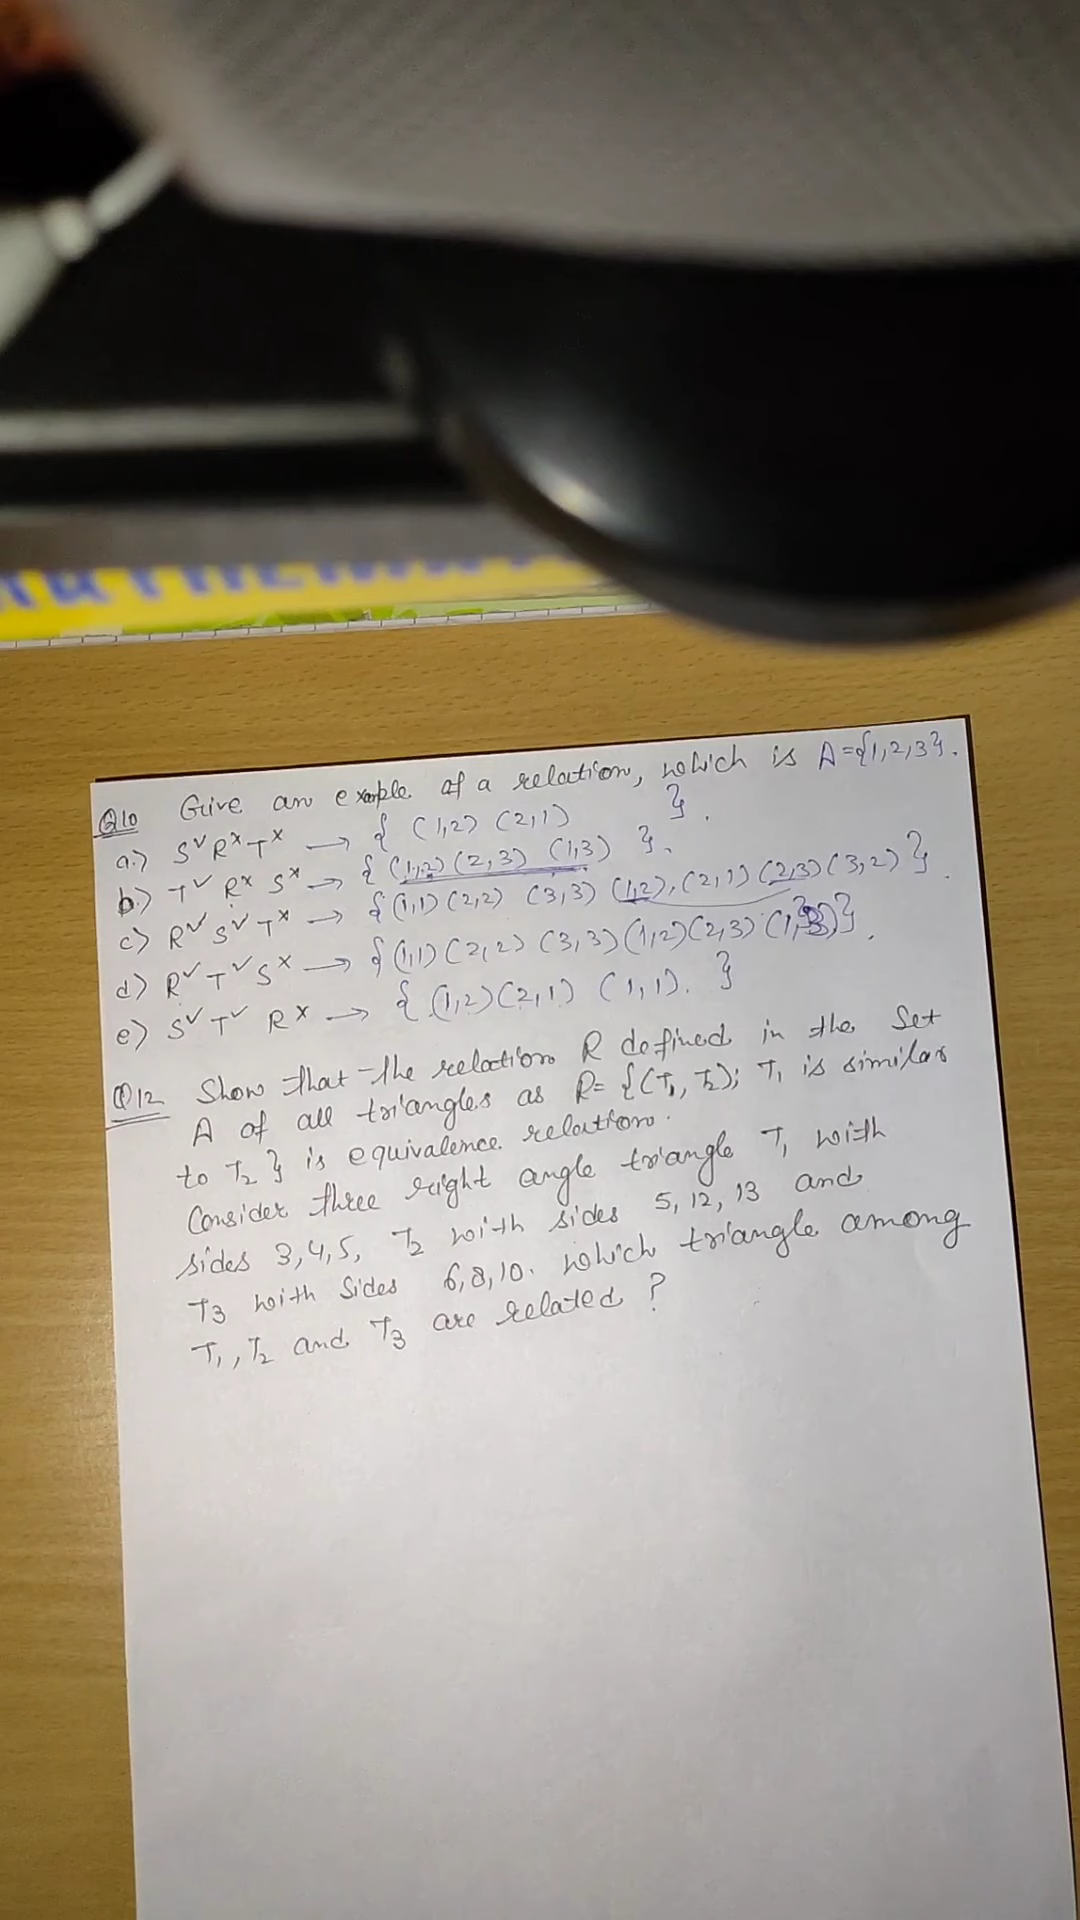 Q10 Give an example of a relation, which is A={1,2,3}.
a.) S✓ R× T× → { (1,2) (2,1) }.
b.) T✓ R× S× → { (1,2) (2,3) (1,3) }.
c) R✓ S✓ T× → { (1,1) (2,2) (3,3) (1,2), (2,1) (2,3) (3,2) }.
d) R✓ T✓ S× → { (1,1) (2,2) (3,3) (1,2) (2,3) (1,3) }.
e) S✓ T✓ R× → { (1,2) (2,1) (1,1). }
Q12 Show that the relation R defined in the Set
A of all triangles as R= {(T₁, T₂); T₁ is similar
to T₂} is equivalence relation.
Consider three right angle triangle T₁ with
sides 3,4,5, T₂ with sides 5,12,13 and
T₃ with Sides 6,8,10. which triangle among
T₁, T₂ and T₃ are related ?